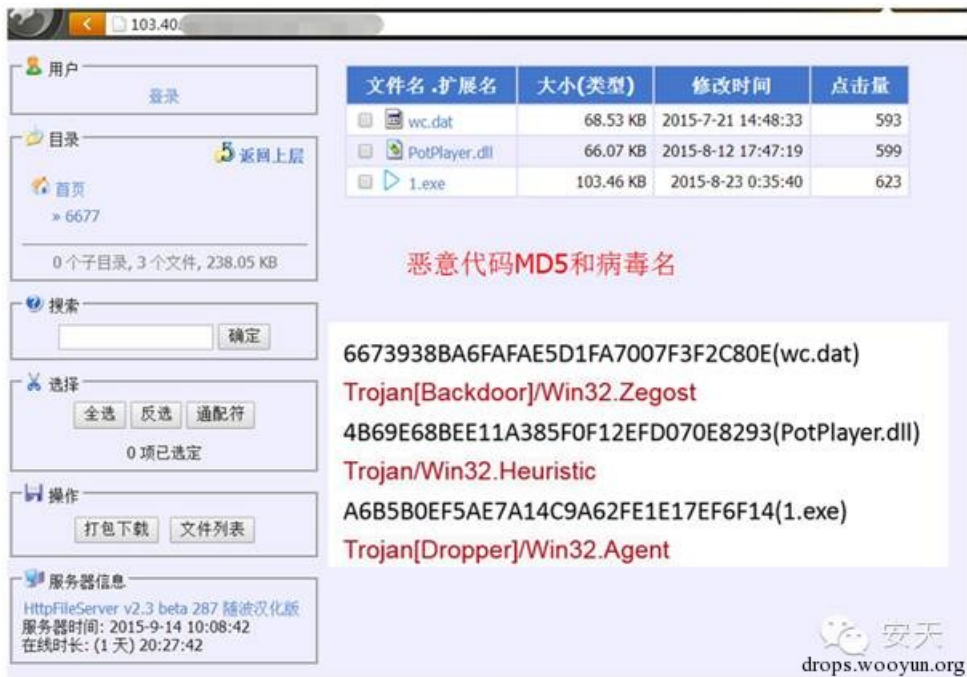 103.40.
用户
登录
目录
返回上层
首页
» 6677
0 个子目录, 3 个文件, 238.05 KB
搜索
确定
选择
全选 反选 通配符
0 项已选定
操作
打包下载 文件列表
服务器信息
HttpFileServer v2.3 beta 287 随波汉化版
服务器时间: 2015-9-14 10:08:42
在线时长: (1 天) 20:27:42
文件名 .扩展名 大小(类型) 修改时间 点击量
wc.dat 68.53 KB 2015-7-21 14:48:33 593
PotPlayer.dll 66.07 KB 2015-8-12 17:47:19 599
1.exe 103.46 KB 2015-8-23 0:35:40 623
恶意代码MD5和病毒名
6673938BA6FAFAE5D1FA7007F3F2C80E(wc.dat)
Trojan[Backdoor]/Win32.Zegost
4B69E68BEE11A385F0F12EFD070E8293(PotPlayer.dll)
Trojan/Win32.Heuristic
A6B5B0EF5AE7A14C9A62FE1E17EF6F14(1.exe)
Trojan[Dropper]/Win32.Agent
安天
drops.wooyun.org